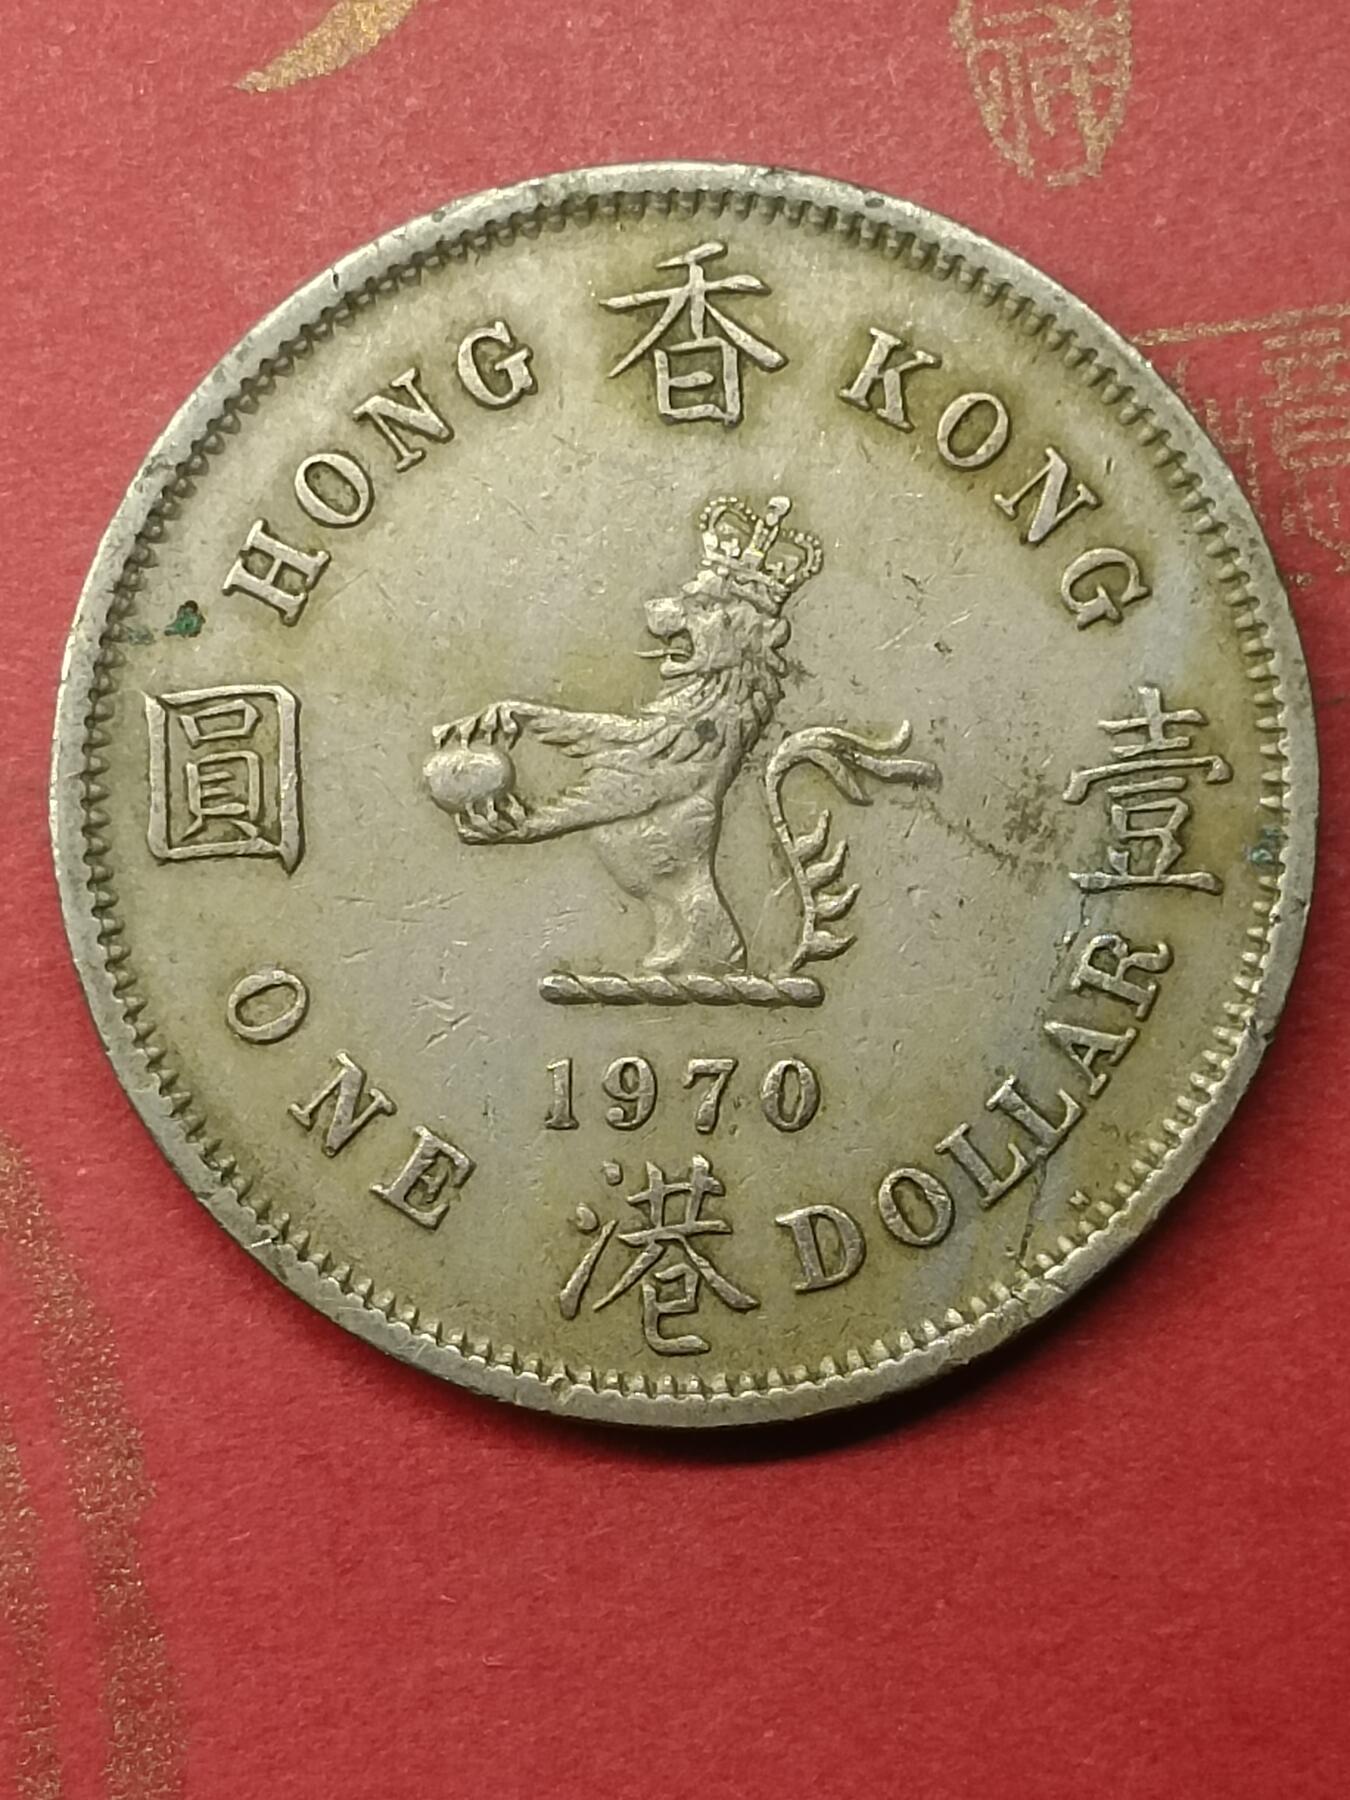 HONG KONG
香
港
壹
圓
1970
ONE DOLLAR